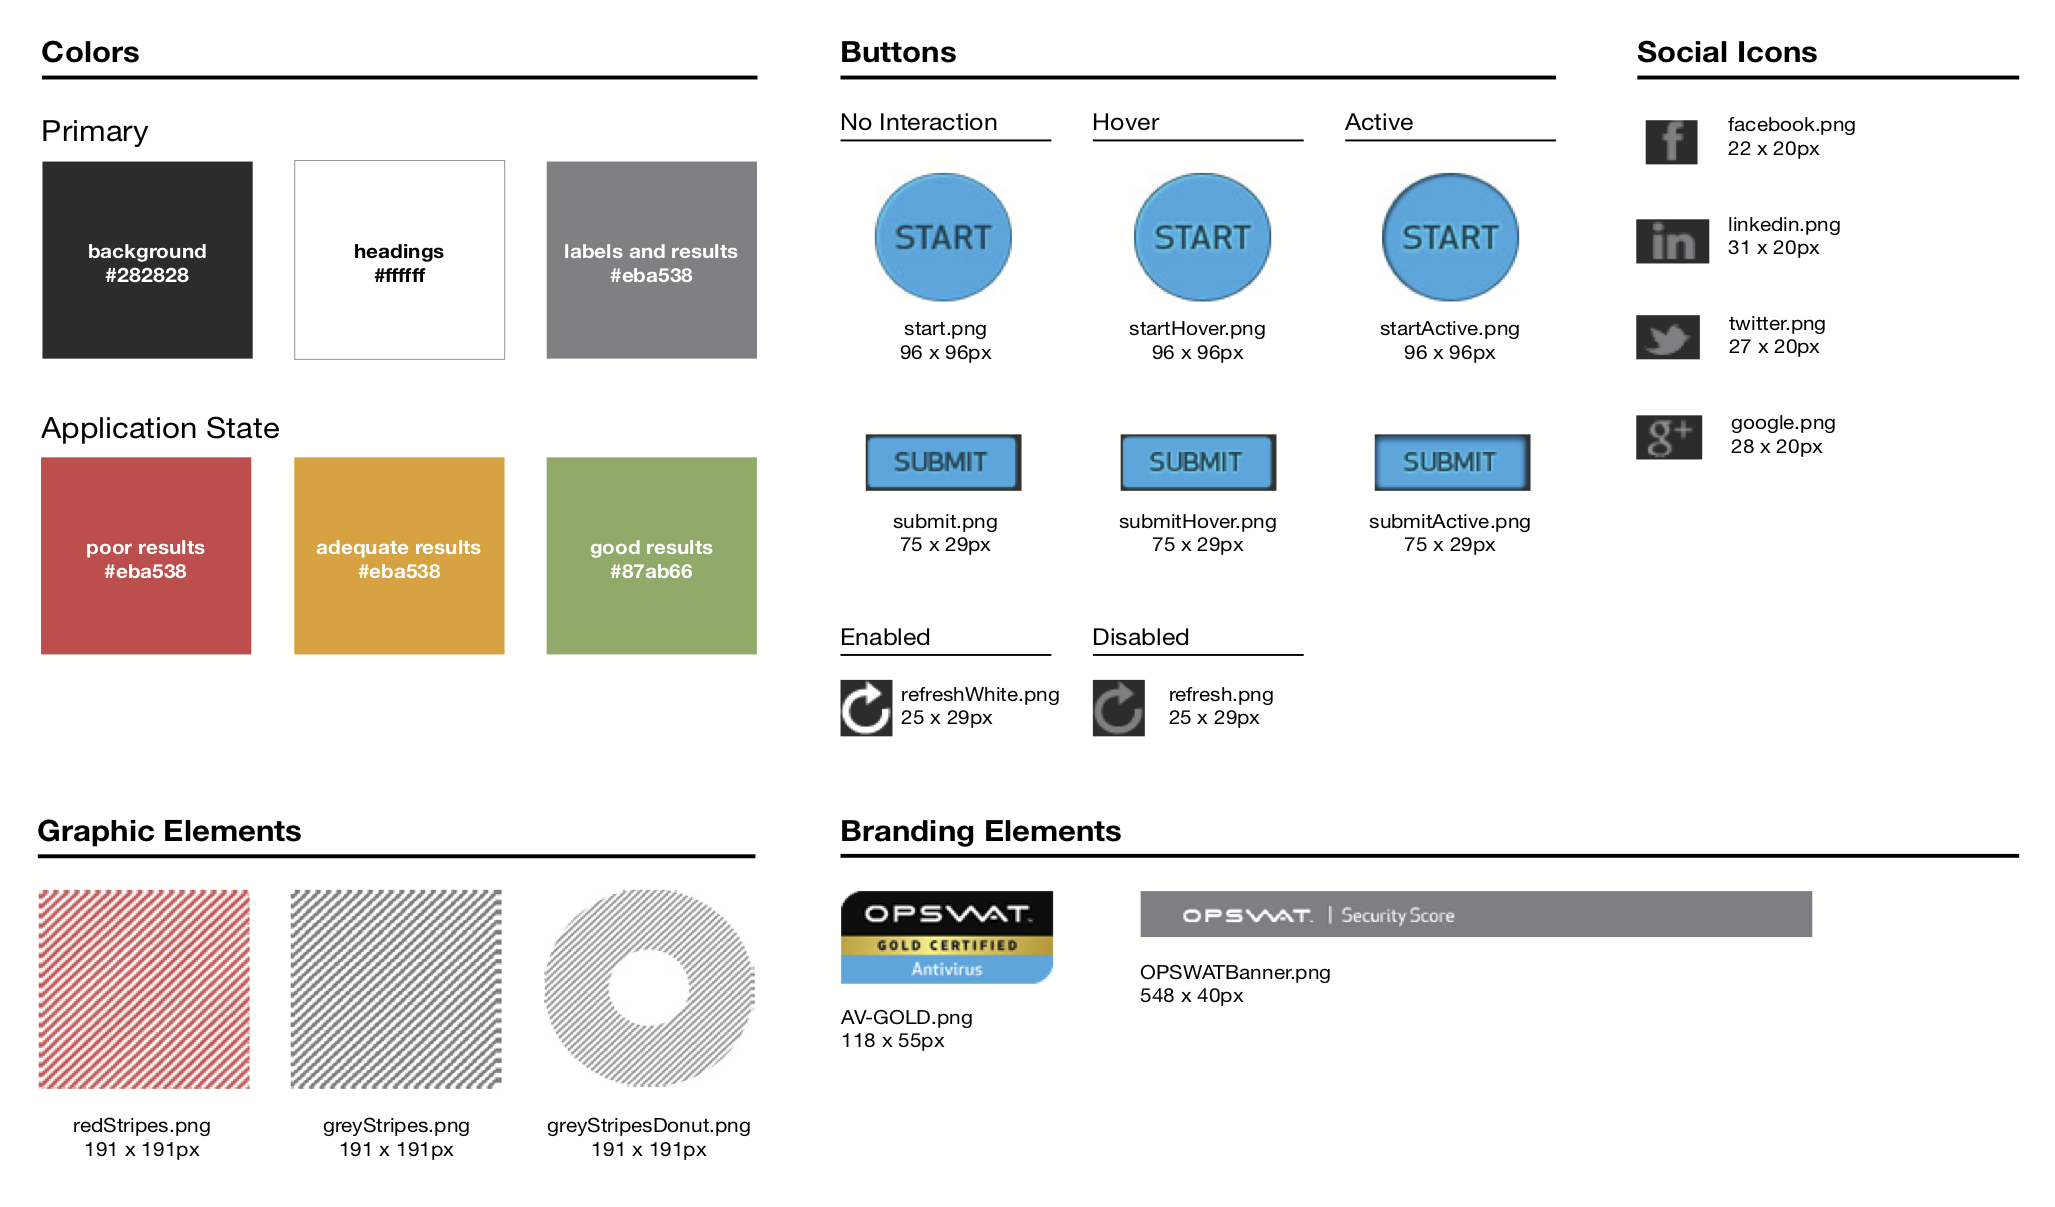 Colors
Primary
background
#282828
headings
#ffffff
labels and results
#eba538
Application State
poor results
#eba538
adequate results
#eba538
good results
#87ab66
Buttons
No Interaction
Hover
Active
START
START
START
start.png
96 x 96px
startHover.png
96 x 96px
startActive.png
96 x 96px
SUBMIT
SUBMIT
SUBMIT
submit.png
75 x 29px
submitHover.png
75 x 29px
submitActive.png
75 x 29px
Enabled
Disabled
refreshWhite.png
25 x 29px
refresh.png
25 x 29px
Social Icons
f
facebook.png
22 x 20px
in
linkedin.png
31 x 20px
twitter.png
27 x 20px
g+
google.png
28 x 20px
Graphic Elements
redStripes.png
191 x 191px
greyStripes.png
191 x 191px
greyStripesDonut.png
191 x 191px
Branding Elements
OPSWAT™
GOLD CERTIFIED
Antivirus
AV-GOLD.png
118 x 55px
OPSWAT™ | Security Score
OPSWATBanner.png
548 x 40px